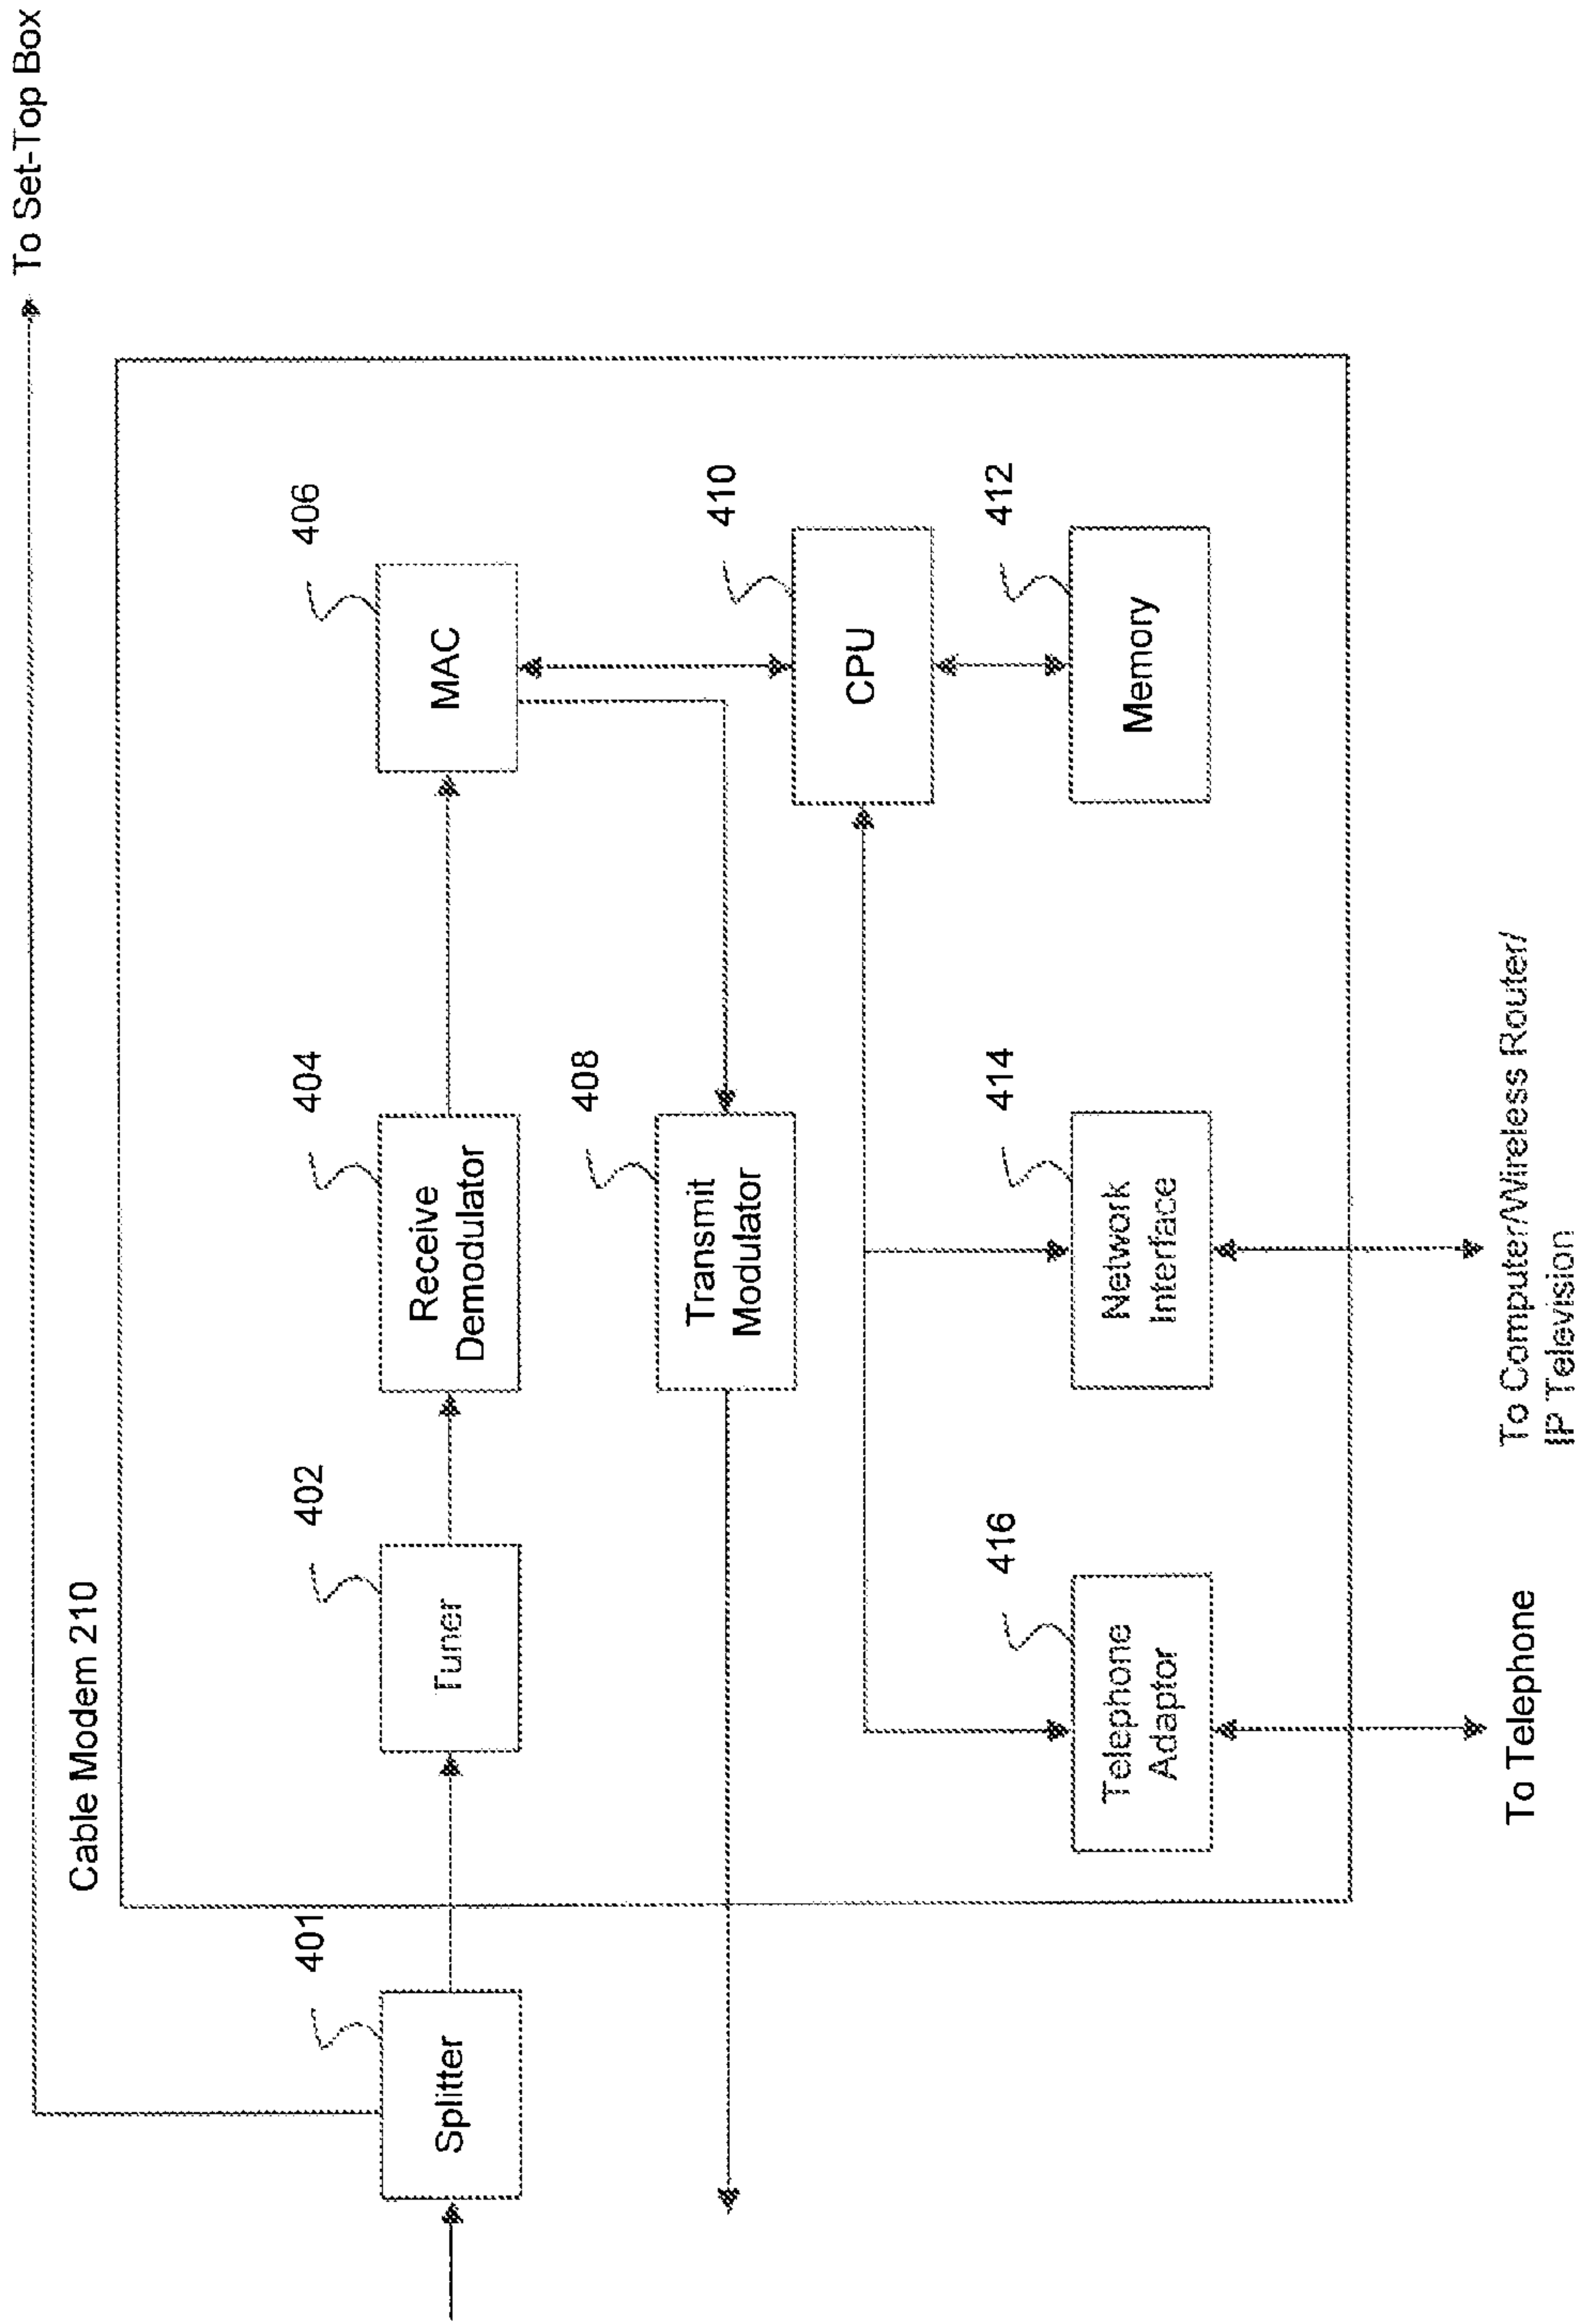 To Set-Top Box
Cable Modem 210
401
Splitter
402
Tuner
404
Receive
Demodulator
406
MAC
408
Transmit
Modulator
410
CPU
412
Memory
414
Network
Interface
416
Telephone
Adaptor
To Telephone
To Computer/Wireless Router/
IP Television